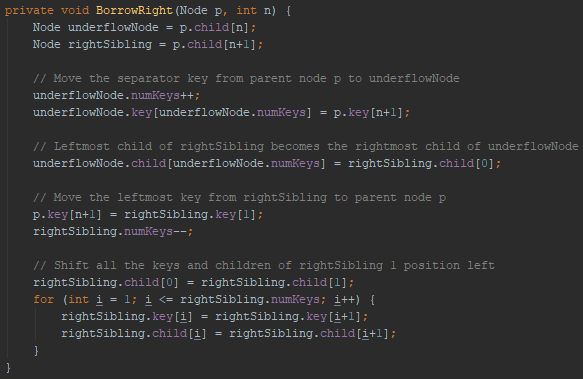 private void BorrowRight(Node p, int n) {
    Node underflowNode = p.child[n];
    Node rightSibling = p.child[n+1];

    // Move the separator key from parent node p to underflowNode
    underflowNode.numKeys++;
    underflowNode.key[underflowNode.numKeys] = p.key[n+1];

    // Leftmost child of rightSibling becomes the rightmost child of underflowNode
    underflowNode.child[underflowNode.numKeys] = rightSibling.child[0];

    // Move the leftmost key from rightSibling to parent node p
    p.key[n+1] = rightSibling.key[1];
    rightSibling.numKeys--;

    // Shift all the keys and children of rightSibling 1 position left
    rightSibling.child[0] = rightSibling.child[1];
    for (int i = 1; i <= rightSibling.numKeys; i++) {
        rightSibling.key[i] = rightSibling.key[i+1];
        rightSibling.child[i] = rightSibling.child[i+1];
    }
}